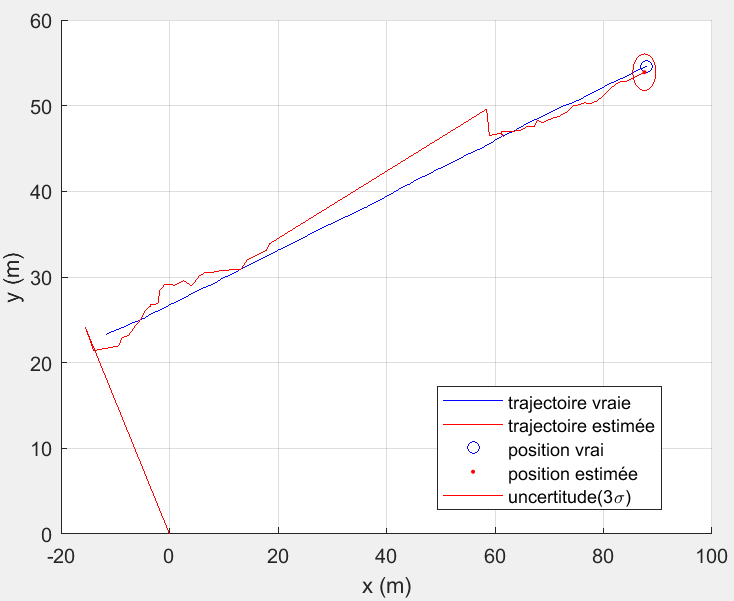 60
50
40
30
20
10
0
y (m)
-20 0 20 40 60 80 100
x (m)
trajectoire vraie
trajectoire estimée
position vrai
position estimée
uncertitude(3σ)